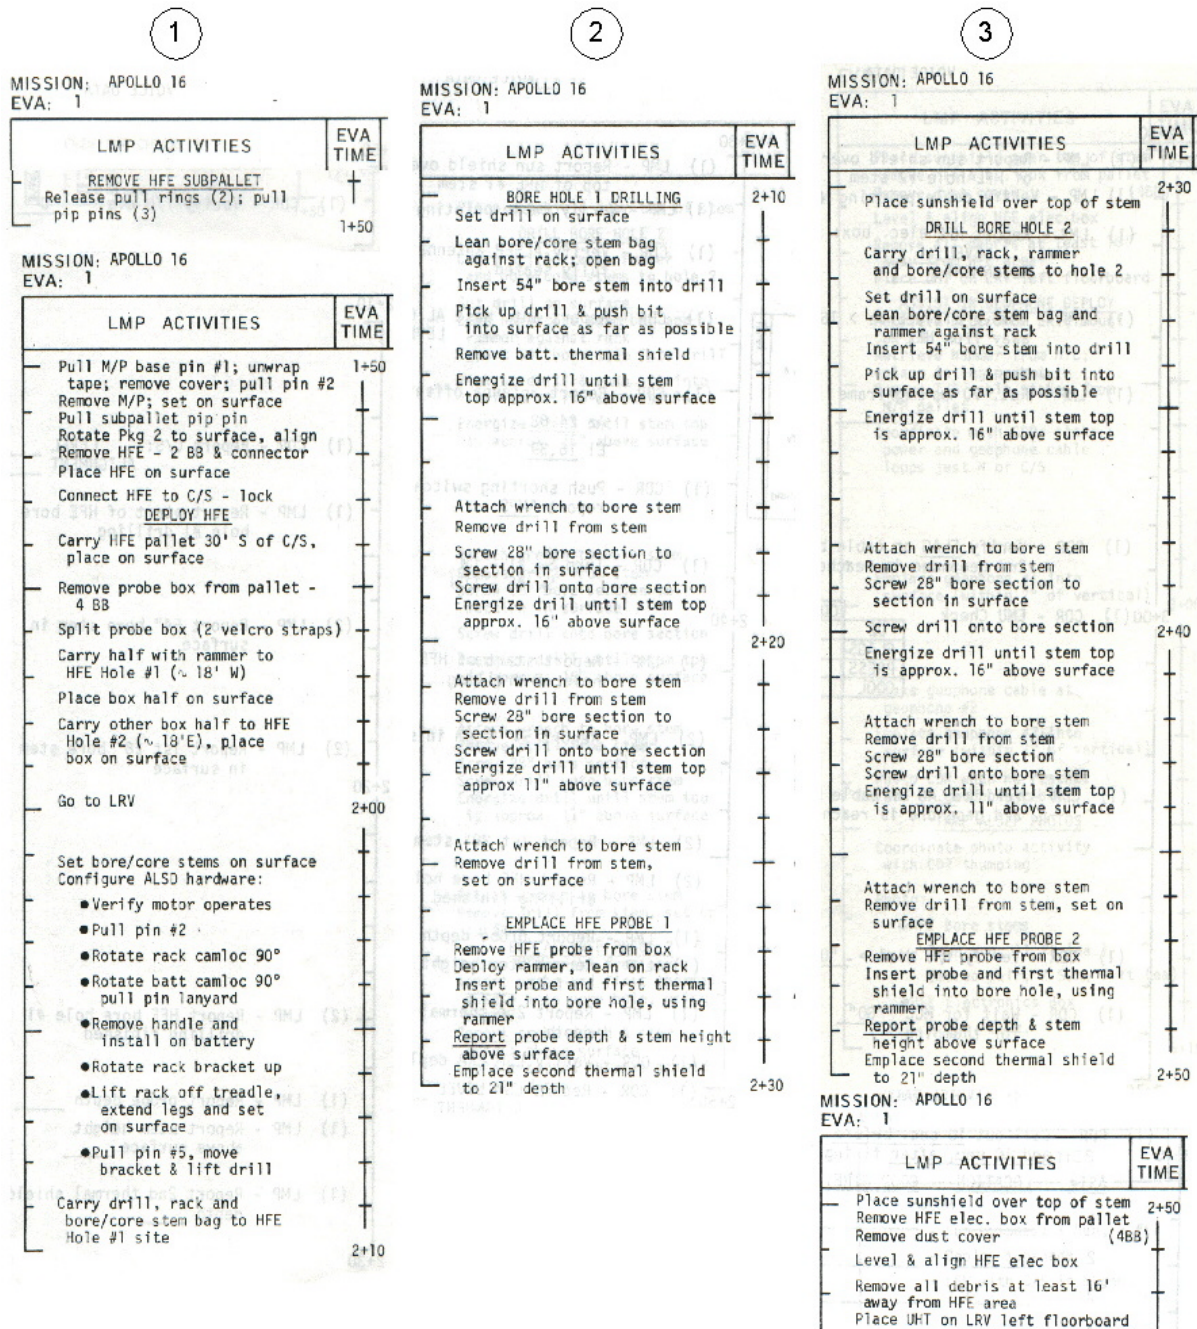 1
MISSION: APOLLO 16
EVA: 1
LMP ACTIVITIES
EVA TIME
REMOVE HFE SUBPALLET
Release pull rings (2); pull
pip pins (3)
1+50
MISSION: APOLLO 16
EVA: 1
LMP ACTIVITIES
EVA TIME
Pull M/P base pin #1; unwrap 1+50
tape; remove cover; pull pin #2
Remove M/P; set on surface
Pull subpallet pip pin
Rotate Pkg 2 to surface, align
Remove HFE - 2 BB & connector
Place HFE on surface
Connect HFE to C/S - lock
DEPLOY HFE
Carry HFE pallet 30' S of C/S,
place on surface
Remove probe box from pallet -
4 BB
Split probe box (2 velcro straps)
Carry half with rammer to
HFE Hole #1 (~ 18' W)
Place box half on surface
Carry other box half to HFE
Hole #2 (~ 18'E), place
box on surface
Go to LRV 2+00
Set bore/core stems on surface
Configure ALSD hardware:
●Verify motor operates
●Pull pin #2
●Rotate rack camloc 90°
●Rotate batt camloc 90°
pull pin lanyard
●Remove handle and
install on battery
●Rotate rack bracket up
●Lift rack off treadle,
extend legs and set
on surface
●Pull pin #5, move
bracket & lift drill
Carry drill, rack and
bore/core stem bag to HFE
Hole #1 site
2+10
2
MISSION: APOLLO 16
EVA: 1
LMP ACTIVITIES
EVA TIME
BORE HOLE 1 DRILLING 2+10
Set drill on surface
Lean bore/core stem bag
against rack; open bag
Insert 54" bore stem into drill
Pick up drill & push bit
into surface as far as possible
Remove batt. thermal shield
Energize drill until stem
top approx. 16" above surface
Attach wrench to bore stem
Remove drill from stem
Screw 28" bore section to
section in surface
Screw drill onto bore section
Energize drill until stem top
approx. 16" above surface
2+20
Attach wrench to bore stem
Remove drill from stem
Screw 28" bore section to
section in surface
Screw drill onto bore section
Energize drill until stem top
approx 11" above surface
Attach wrench to bore stem
Remove drill from stem,
set on surface
EMPLACE HFE PROBE 1
Remove HFE probe from box
Deploy rammer, lean on rack
Insert probe and first thermal
shield into bore hole, using
rammer
Report probe depth & stem height
above surface
Emplace second thermal shield
to 21" depth 2+30
3
MISSION: APOLLO 16
EVA: 1
LMP ACTIVITIES
EVA TIME
2+30
Place sunshield over top of stem
DRILL BORE HOLE 2
Carry drill, rack, rammer
and bore/core stems to hole 2
Set drill on surface
Lean bore/core stem bag and
rammer against rack
Insert 54" bore stem into drill
Pick up drill & push bit into
surface as far as possible
Energize drill until stem top
is approx. 16" above surface
Attach wrench to bore stem
Remove drill from stem
Screw 28" bore section to
section in surface
Screw drill onto bore section 2+40
Energize drill until stem top
is approx. 16" above surface
Attach wrench to bore stem
Remove drill from stem
Screw 28" bore section
Screw drill onto bore stem
Energize drill until stem top
is approx. 11" above surface
Attach wrench to bore stem
Remove drill from stem, set on
surface
EMPLACE HFE PROBE 2
Remove HFE probe from box
Insert probe and first thermal
shield into bore hole, using
rammer
Report probe depth & stem
height above surface
Emplace second thermal shield
to 21" depth 2+50
MISSION: APOLLO 16
EVA: 1
LMP ACTIVITIES
EVA TIME
Place sunshield over top of stem 2+50
Remove HFE elec. box from pallet
Remove dust cover (4BB)
Level & align HFE elec box
Remove all debris at least 16'
away from HFE area
Place UHT on LRV left floorboard